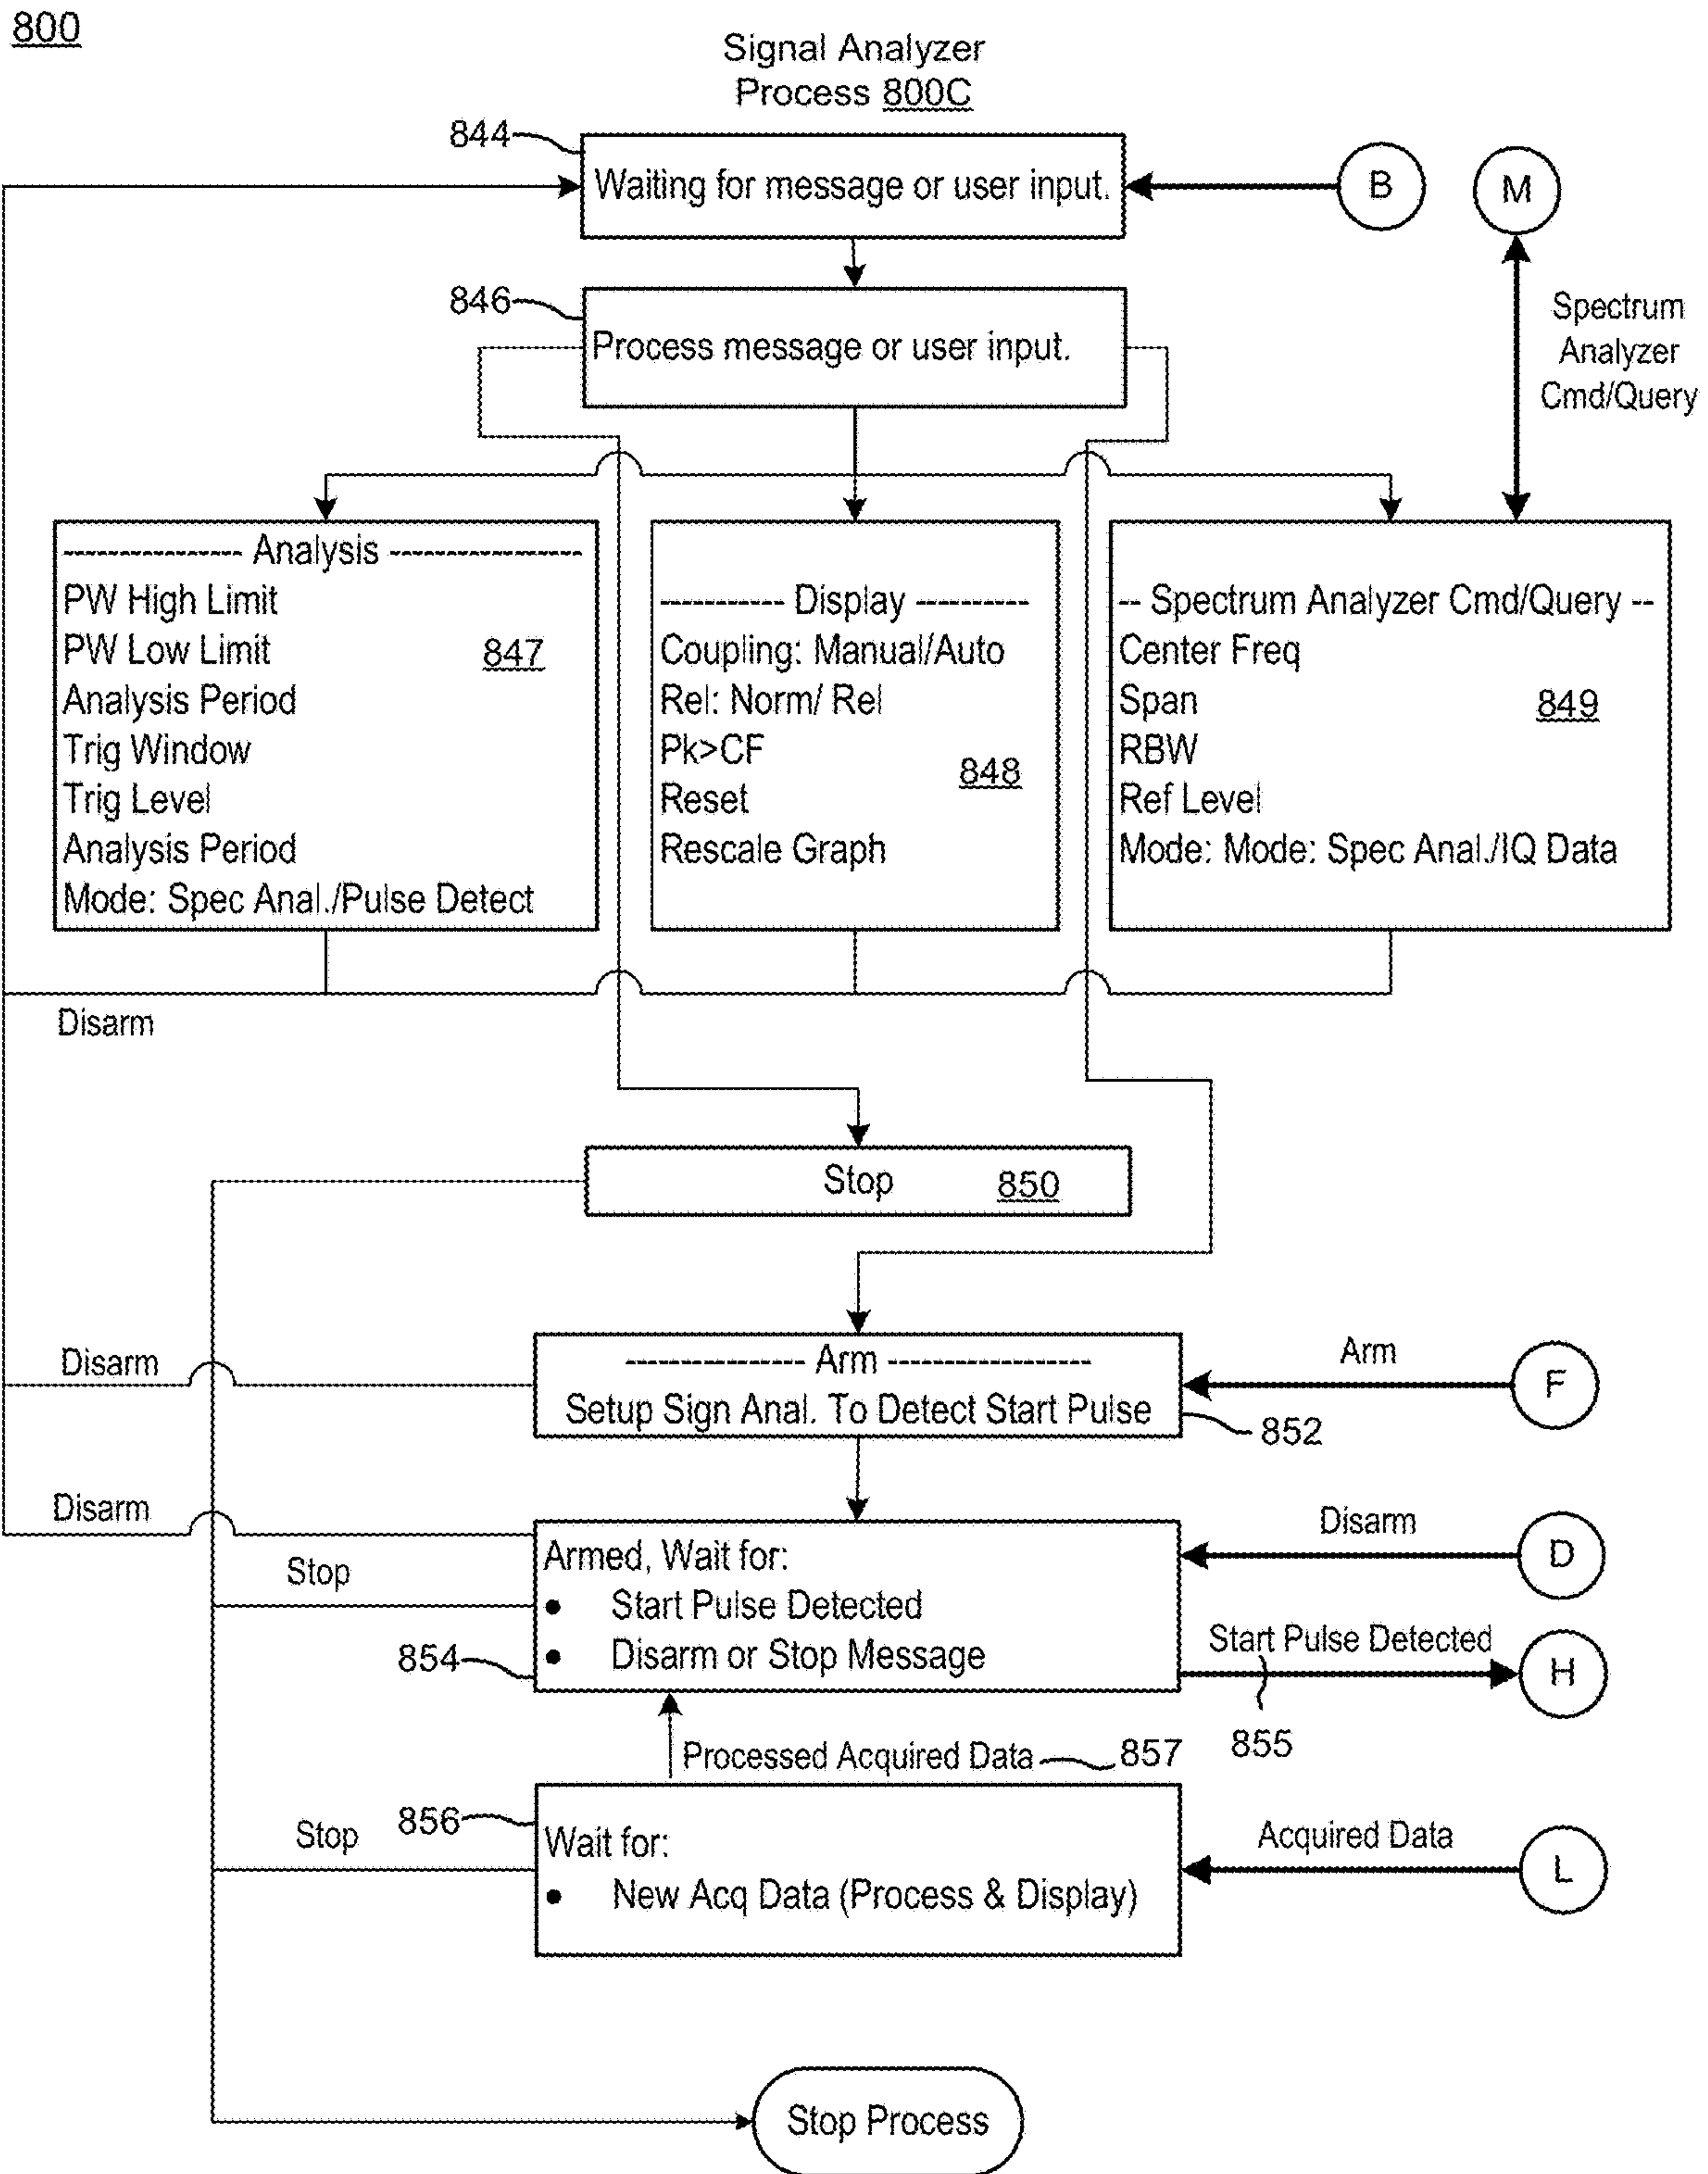 800
Signal Analyzer
Process 800C
844
Waiting for message or user input.
B
M
846
Process message or user input.
Spectrum
Analyzer
Cmd/Query
---------------- Analysis -----------------
PW High Limit
PW Low Limit
847
Analysis Period
Trig Window
Trig Level
Analysis Period
Mode: Spec Anal./Pulse Detect
----------- Display ----------
Coupling: Manual/Auto
Rel: Norm/ Rel
Pk>CF
848
Reset
Rescale Graph
-- Spectrum Analyzer Cmd/Query --
Center Freq
Span
849
RBW
Ref Level
Mode: Mode: Spec Anal./IQ Data
Disarm
Stop 850
Disarm
---------------- Arm ------------------
Setup Sign Anal. To Detect Start Pulse
852
Arm
F
Disarm
Stop
Armed, Wait for:
• Start Pulse Detected
• Disarm or Stop Message
854
Disarm
D
Start Pulse Detected
H
855
Processed Acquired Data
857
856
Stop
Wait for:
• New Acq Data (Process & Display)
Acquired Data
L
Stop Process